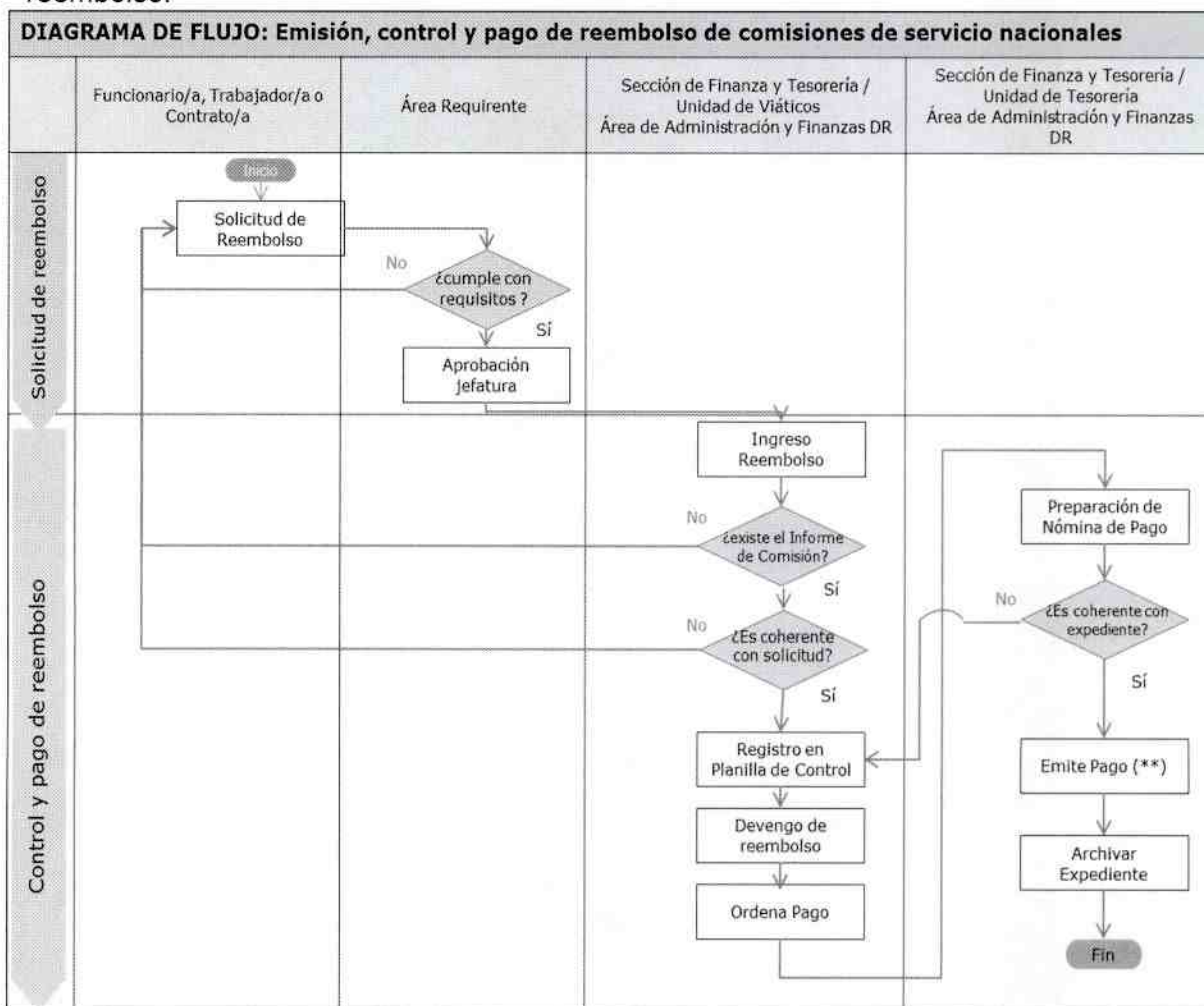 reembolso.
DIAGRAMA DE FLUJO: Emisión, control y pago de reembolso de comisiones de servicio nacionales
Funcionario/a, Trabajador/a o
Contrato/a
Área Requirente
Sección de Finanza y Tesorería /
Unidad de Viáticos
Área de Administración y Finanzas DR
Sección de Finanza y Tesorería /
Unidad de Tesorería
Área de Administración y Finanzas
DR
Solicitud de reembolso
Inicio
Solicitud de
Reembolso
No
¿cumple con
requisitos ?
Sí
Aprobación
jefatura
Control y pago de reembolso
Ingreso
Reembolso
No
¿existe el Informe
de Comisión?
Sí
No
¿Es coherente
con solicitud?
Sí
Registro en
Planilla de Control
Devengo de
reembolso
Ordena Pago
Preparación de
Nómina de Pago
No
¿Es coherente con
expediente?
Sí
Emite Pago (**)
Archivar
Expediente
Fin